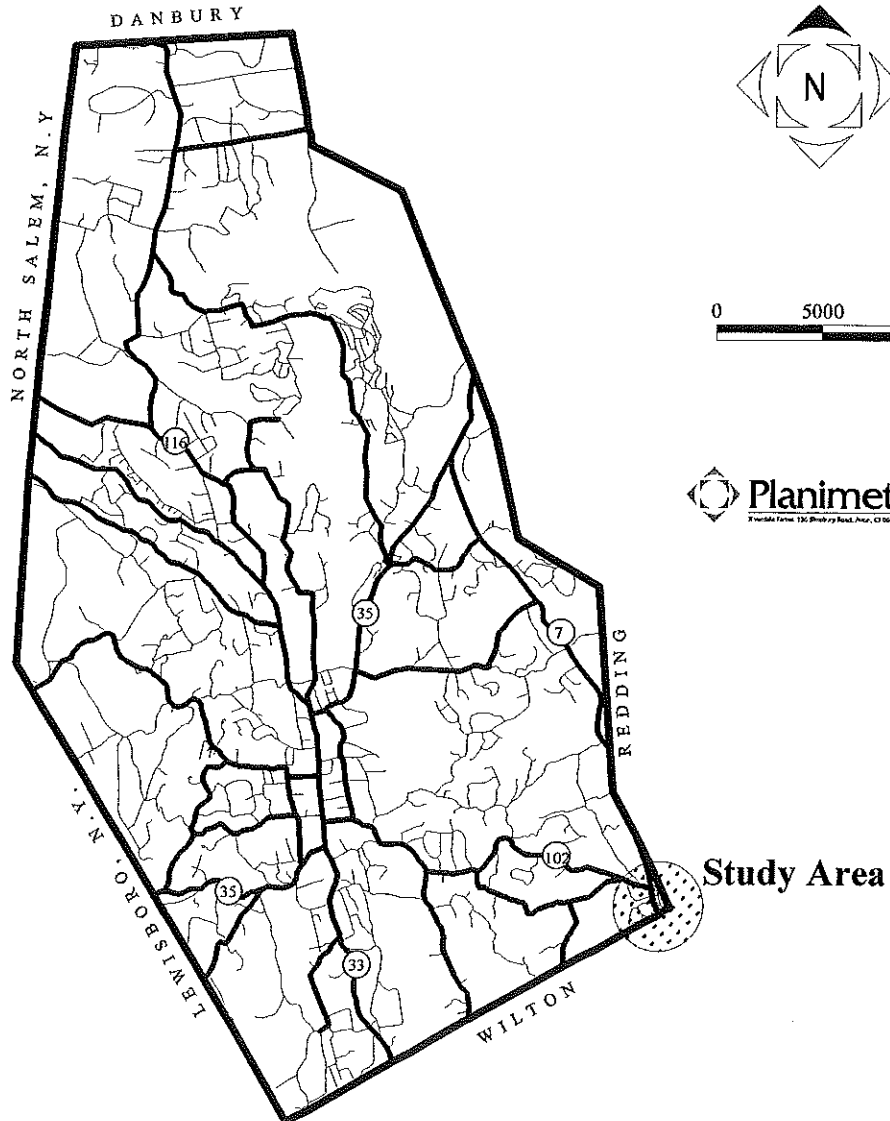 DANBURY
N
NORTH SALEM, N.Y
0 5000
116
Planimet
35
7
REDDING
LEWISBORO, N.Y.
102
Study Area
35
33
WILTON